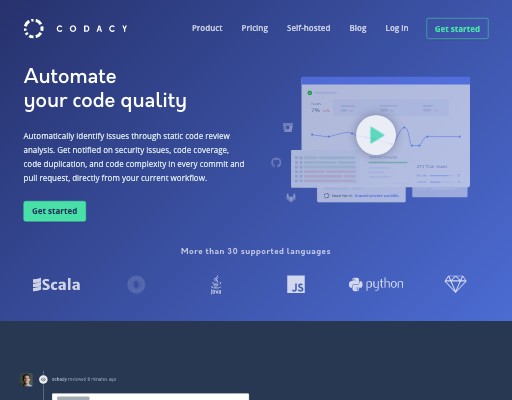 CODACY
Product Pricing Self-hosted Blog Log in Get started
Automate
your code quality
Automatically identify issues through static code review
analysis. Get notified on security issues, code coverage,
code duplication, and code complexity in every commit and
pull request, directly from your current workflow.
Get started
More than 30 supported languages
Scala
Java
JS
python
codacy reviewed 8 minutes ago